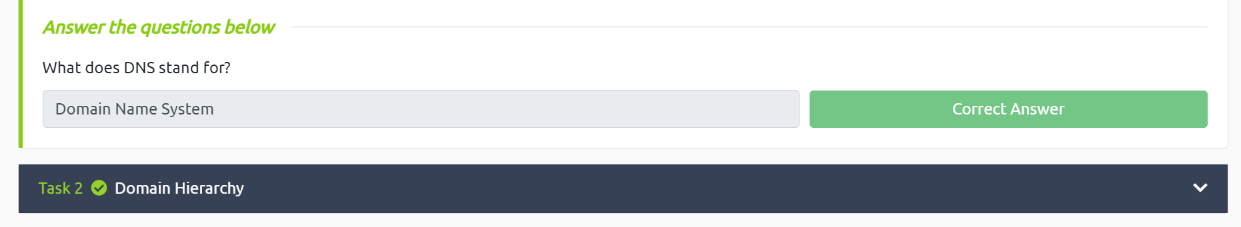 Answer the questions below
What does DNS stand for?
Domain Name System
Correct Answer
Task 2 Domain Hierarchy